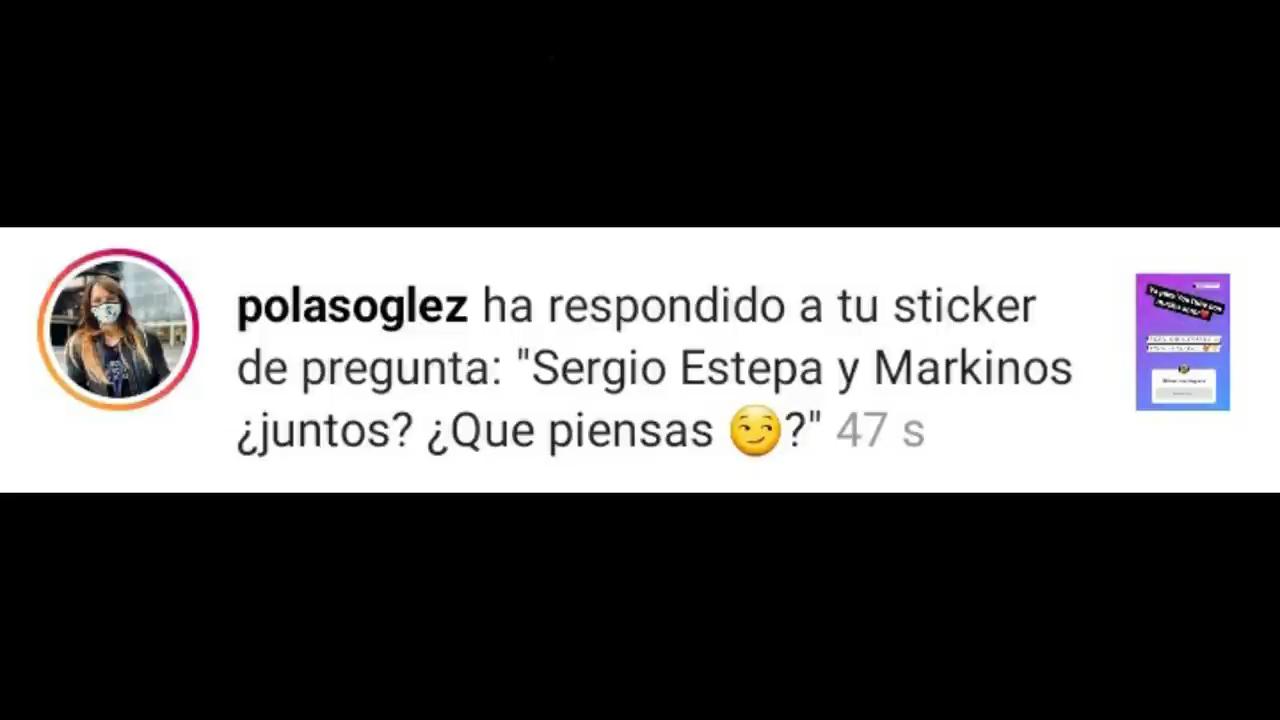 polasoglez ha respondido a tu sticker
de pregunta: "Sergio Estepa y Markinos
¿juntos? ¿Que piensas 😏?" 47 s